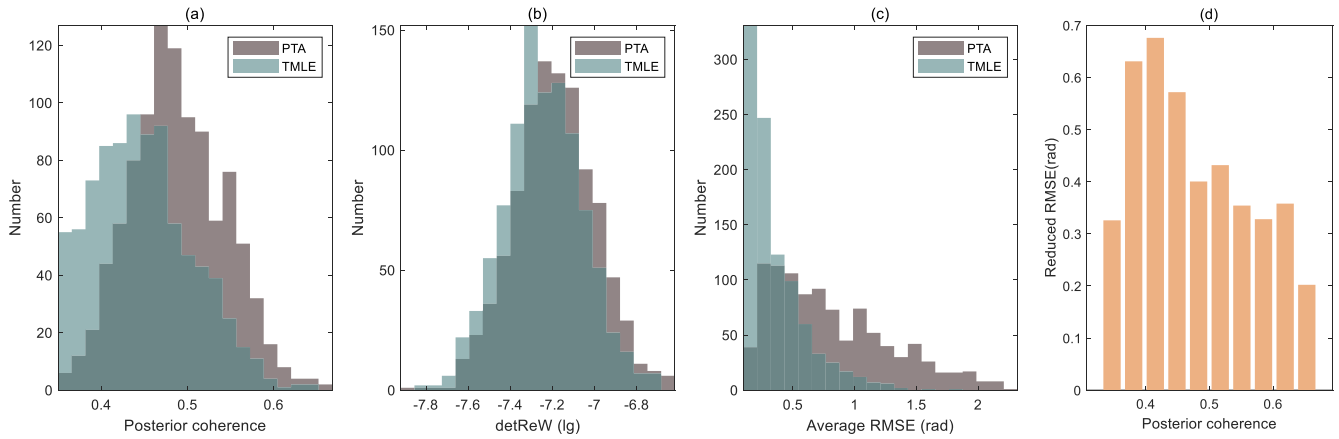 (a)
PTA
TMLE
Number
120
100
80
60
40
20
0
0.4
0.5
0.6
Posterior coherence
(b)
PTA
TMLE
Number
150
100
50
0
-7.8
-7.6
-7.4
-7.2
-7
-6.8
detReW (lg)
(c)
PTA
TMLE
Number
300
250
200
150
100
50
0
0.5
1
1.5
2
Average RMSE (rad)
(d)
Reduced RMSE(rad)
0.7
0.6
0.5
0.4
0.3
0.2
0.1
0
0.4
0.5
0.6
Posterior coherence